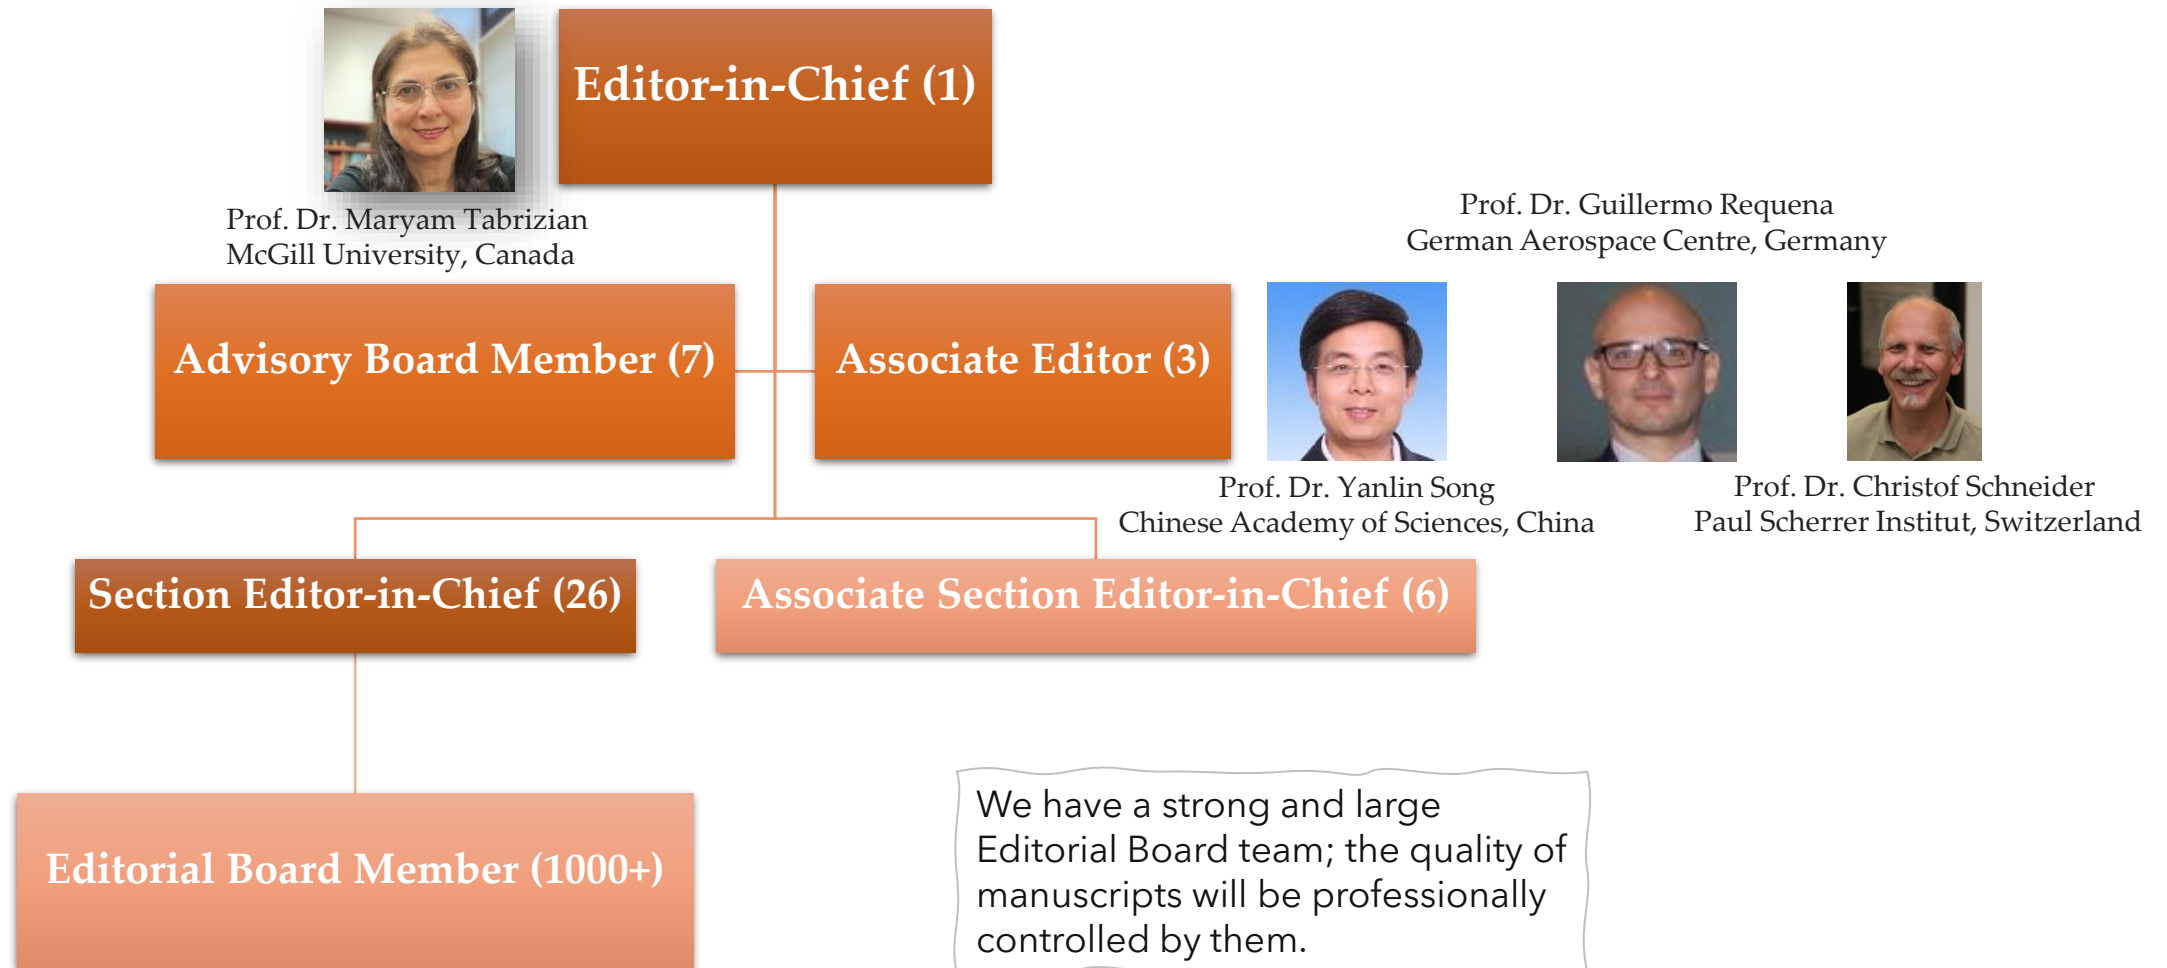 Editor-in-Chief (1)
Prof. Dr. Maryam Tabrizian
McGill University, Canada
Prof. Dr. Guillermo Requena
German Aerospace Centre, Germany
Advisory Board Member (7)
Associate Editor (3)
Prof. Dr. Yanlin Song
Chinese Academy of Sciences, China
Prof. Dr. Christof Schneider
Paul Scherrer Institut, Switzerland
Section Editor-in-Chief (26)
Associate Section Editor-in-Chief (6)
Editorial Board Member (1000+)
We have a strong and large
Editorial Board team; the quality of
manuscripts will be professionally
controlled by them.